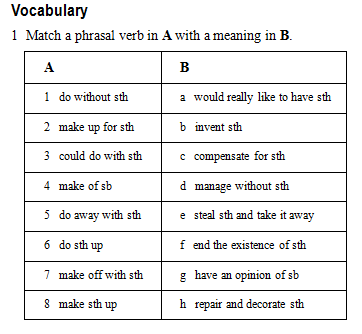 Vocabulary
1 Match a phrasal verb in A with a meaning in B.
A B
1 do without sth a would really like to have sth
2 make up for sth b invent sth
3 could do with sth c compensate for sth
4 make of sb d manage without sth
5 do away with sth e steal sth and take it away
6 do sth up f end the existence of sth
7 make off with sth g have an opinion of sb
8 make sth up h repair and decorate sth